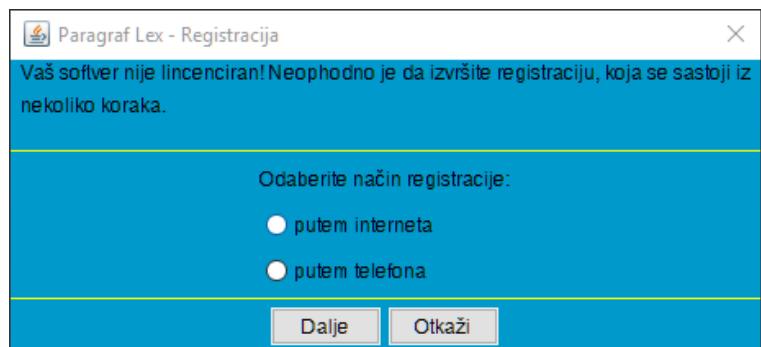 Paragraf Lex - Registracija
Vaš softver nije lincenciran! Neophodno je da izvršite registraciju, koja se sastoji iz
nekoliko koraka.
Odaberite način registracije:
putem interneta
putem telefona
Dalje Otkaži